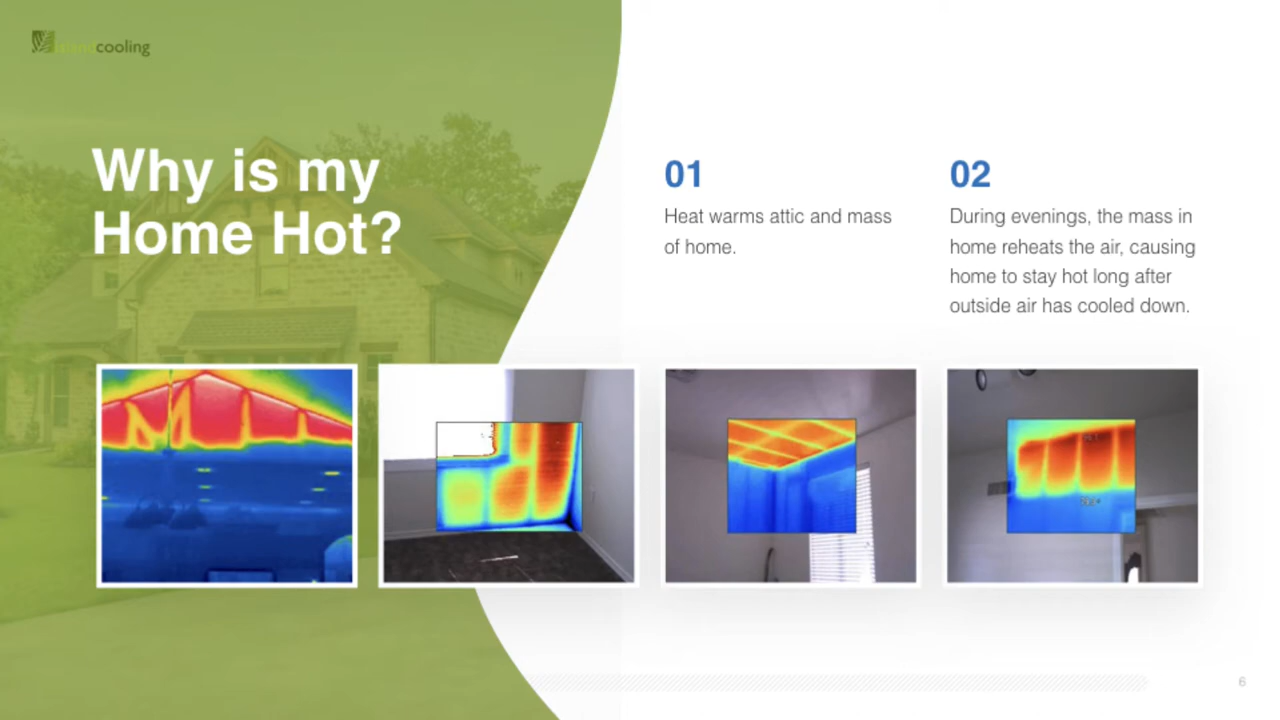 islandcooling
Why is my
Home Hot?
01
Heat warms attic and mass
of home.
02
During evenings, the mass in
home reheats the air, causing
home to stay hot long after
outside air has cooled down.
6